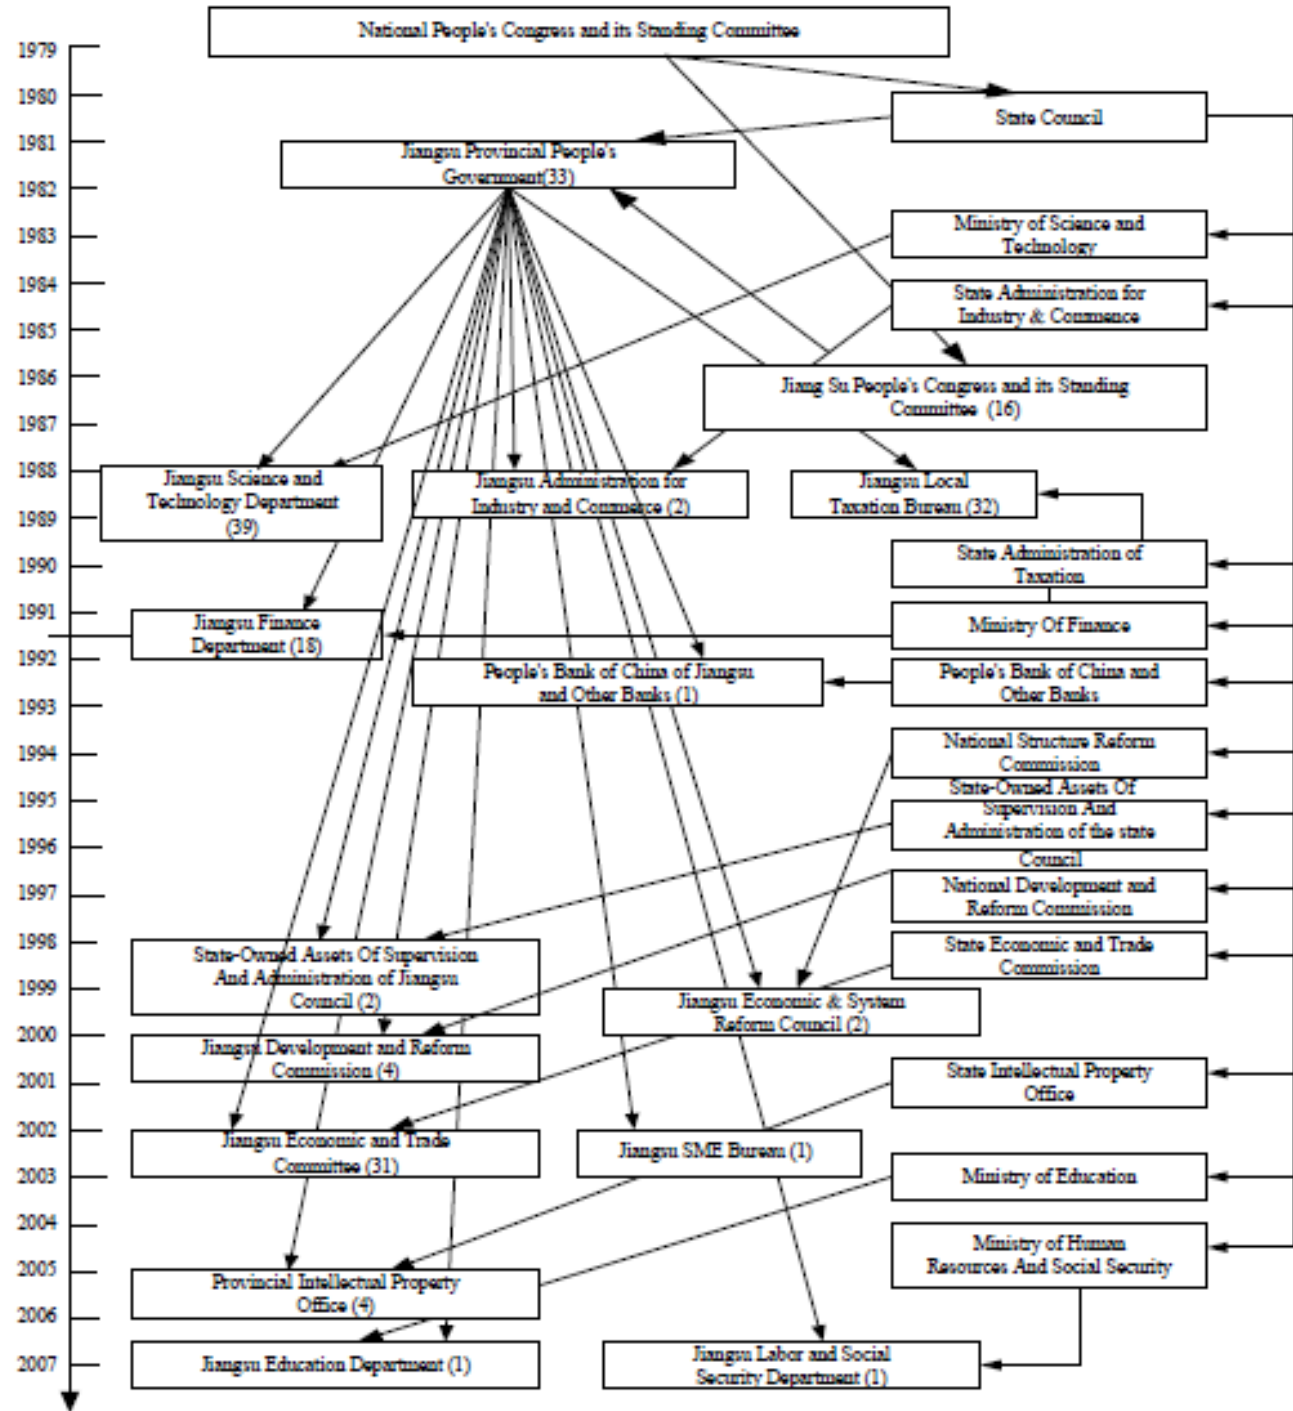 National People's Congress and its Standing Committee
1979
1980
1981
1982
1983
1984
1985
1986
1987
1988
1989
1990
1991
1992
1993
1994
1995
1996
1997
1998
1999
2000
2001
2002
2003
2004
2005
2006
2007
State Council
Jiangsu Provincial People's
Government(33)
Ministry of Science and
Technology
State Administration for
Industry & Commence
Jiang Su People's Congress and its Standing
Committee (16)
Jiangsu Science and
Technology Department
(39)
Jiangsu Administration for
Industry and Commerce (2)
Jiangsu Local
Taxation Bureau (32)
State Administration of
Taxation
Jiangsu Finance
Department (18)
Ministry Of Finance
People's Bank of China of Jiangsu
and Other Banks (1)
People's Bank of China and
Other Banks
National Structure Reform
Commission
State-Owned Assets Of
Supervision And
Administration of the state
Council
National Development and
Reform Commission
State-Owned Assets Of Supervision
And Administration of Jiangsu
Council (2)
State Economic and Trade
Commission
Jiangsu Economic & System
Reform Council (2)
Jiangsu Development and Reform
Commission (4)
State Intellectual Property
Office
Jiangsu Economic and Trade
Committee (31)
Jiangsu SME Bureau (1)
Ministry of Education
Ministry of Human
Resources And Social Security
Provincial Intellectual Property
Office (4)
Jiangsu Education Department (1)
Jiangsu Labor and Social
Security Department (1)